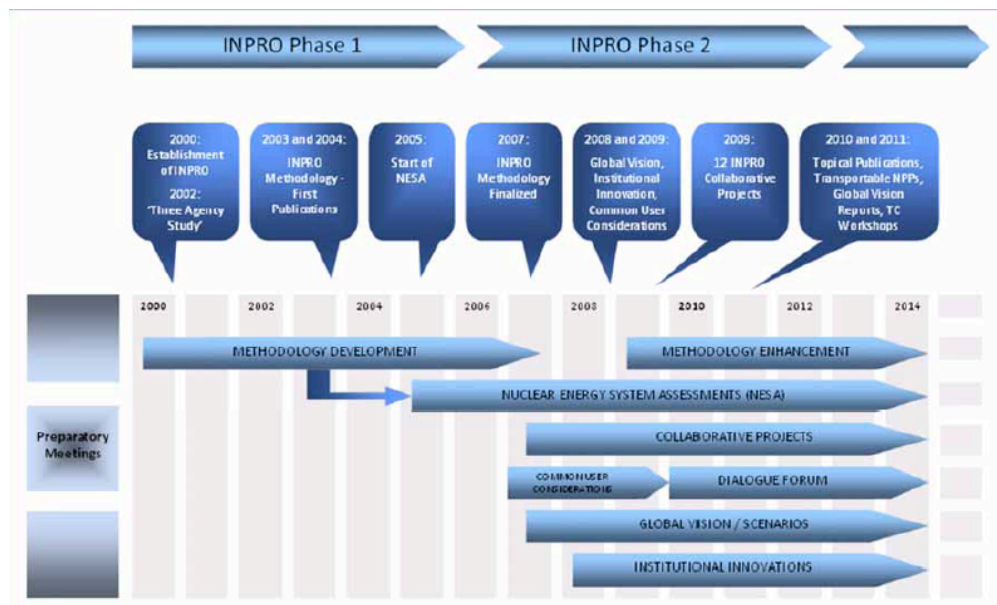 INPRO Phase 1
INPRO Phase 2
2000:
Establishment
of INPRO
2002:
'Three Agency
Study'
2003 and 2004:
INPRO
Methodology -
First
Publications
2005:
Start of
NESA
2007:
INPRO
Methodology
Finalized
2008 and 2009:
Global Vision,
Institutional
Innovation,
Common User
Considerations
2009:
12 INPRO
Collaborative
Projects
2010 and 2011:
Topical Publications,
Transportable NPPs,
Global Vision
Reports, TC
Workshops
2000 2002 2004 2006 2008 2010 2012 2014
METHODOLOGY DEVELOPMENT
METHODOLOGY ENHANCEMENT
NUCLEAR ENERGY SYSTEM ASSESSMENTS (NESA)
Preparatory
Meetings
COLLABORATIVE PROJECTS
COMMON USER
CONSIDERATIONS
DIALOGUE FORUM
GLOBAL VISION / SCENARIOS
INSTITUTIONAL INNOVATIONS